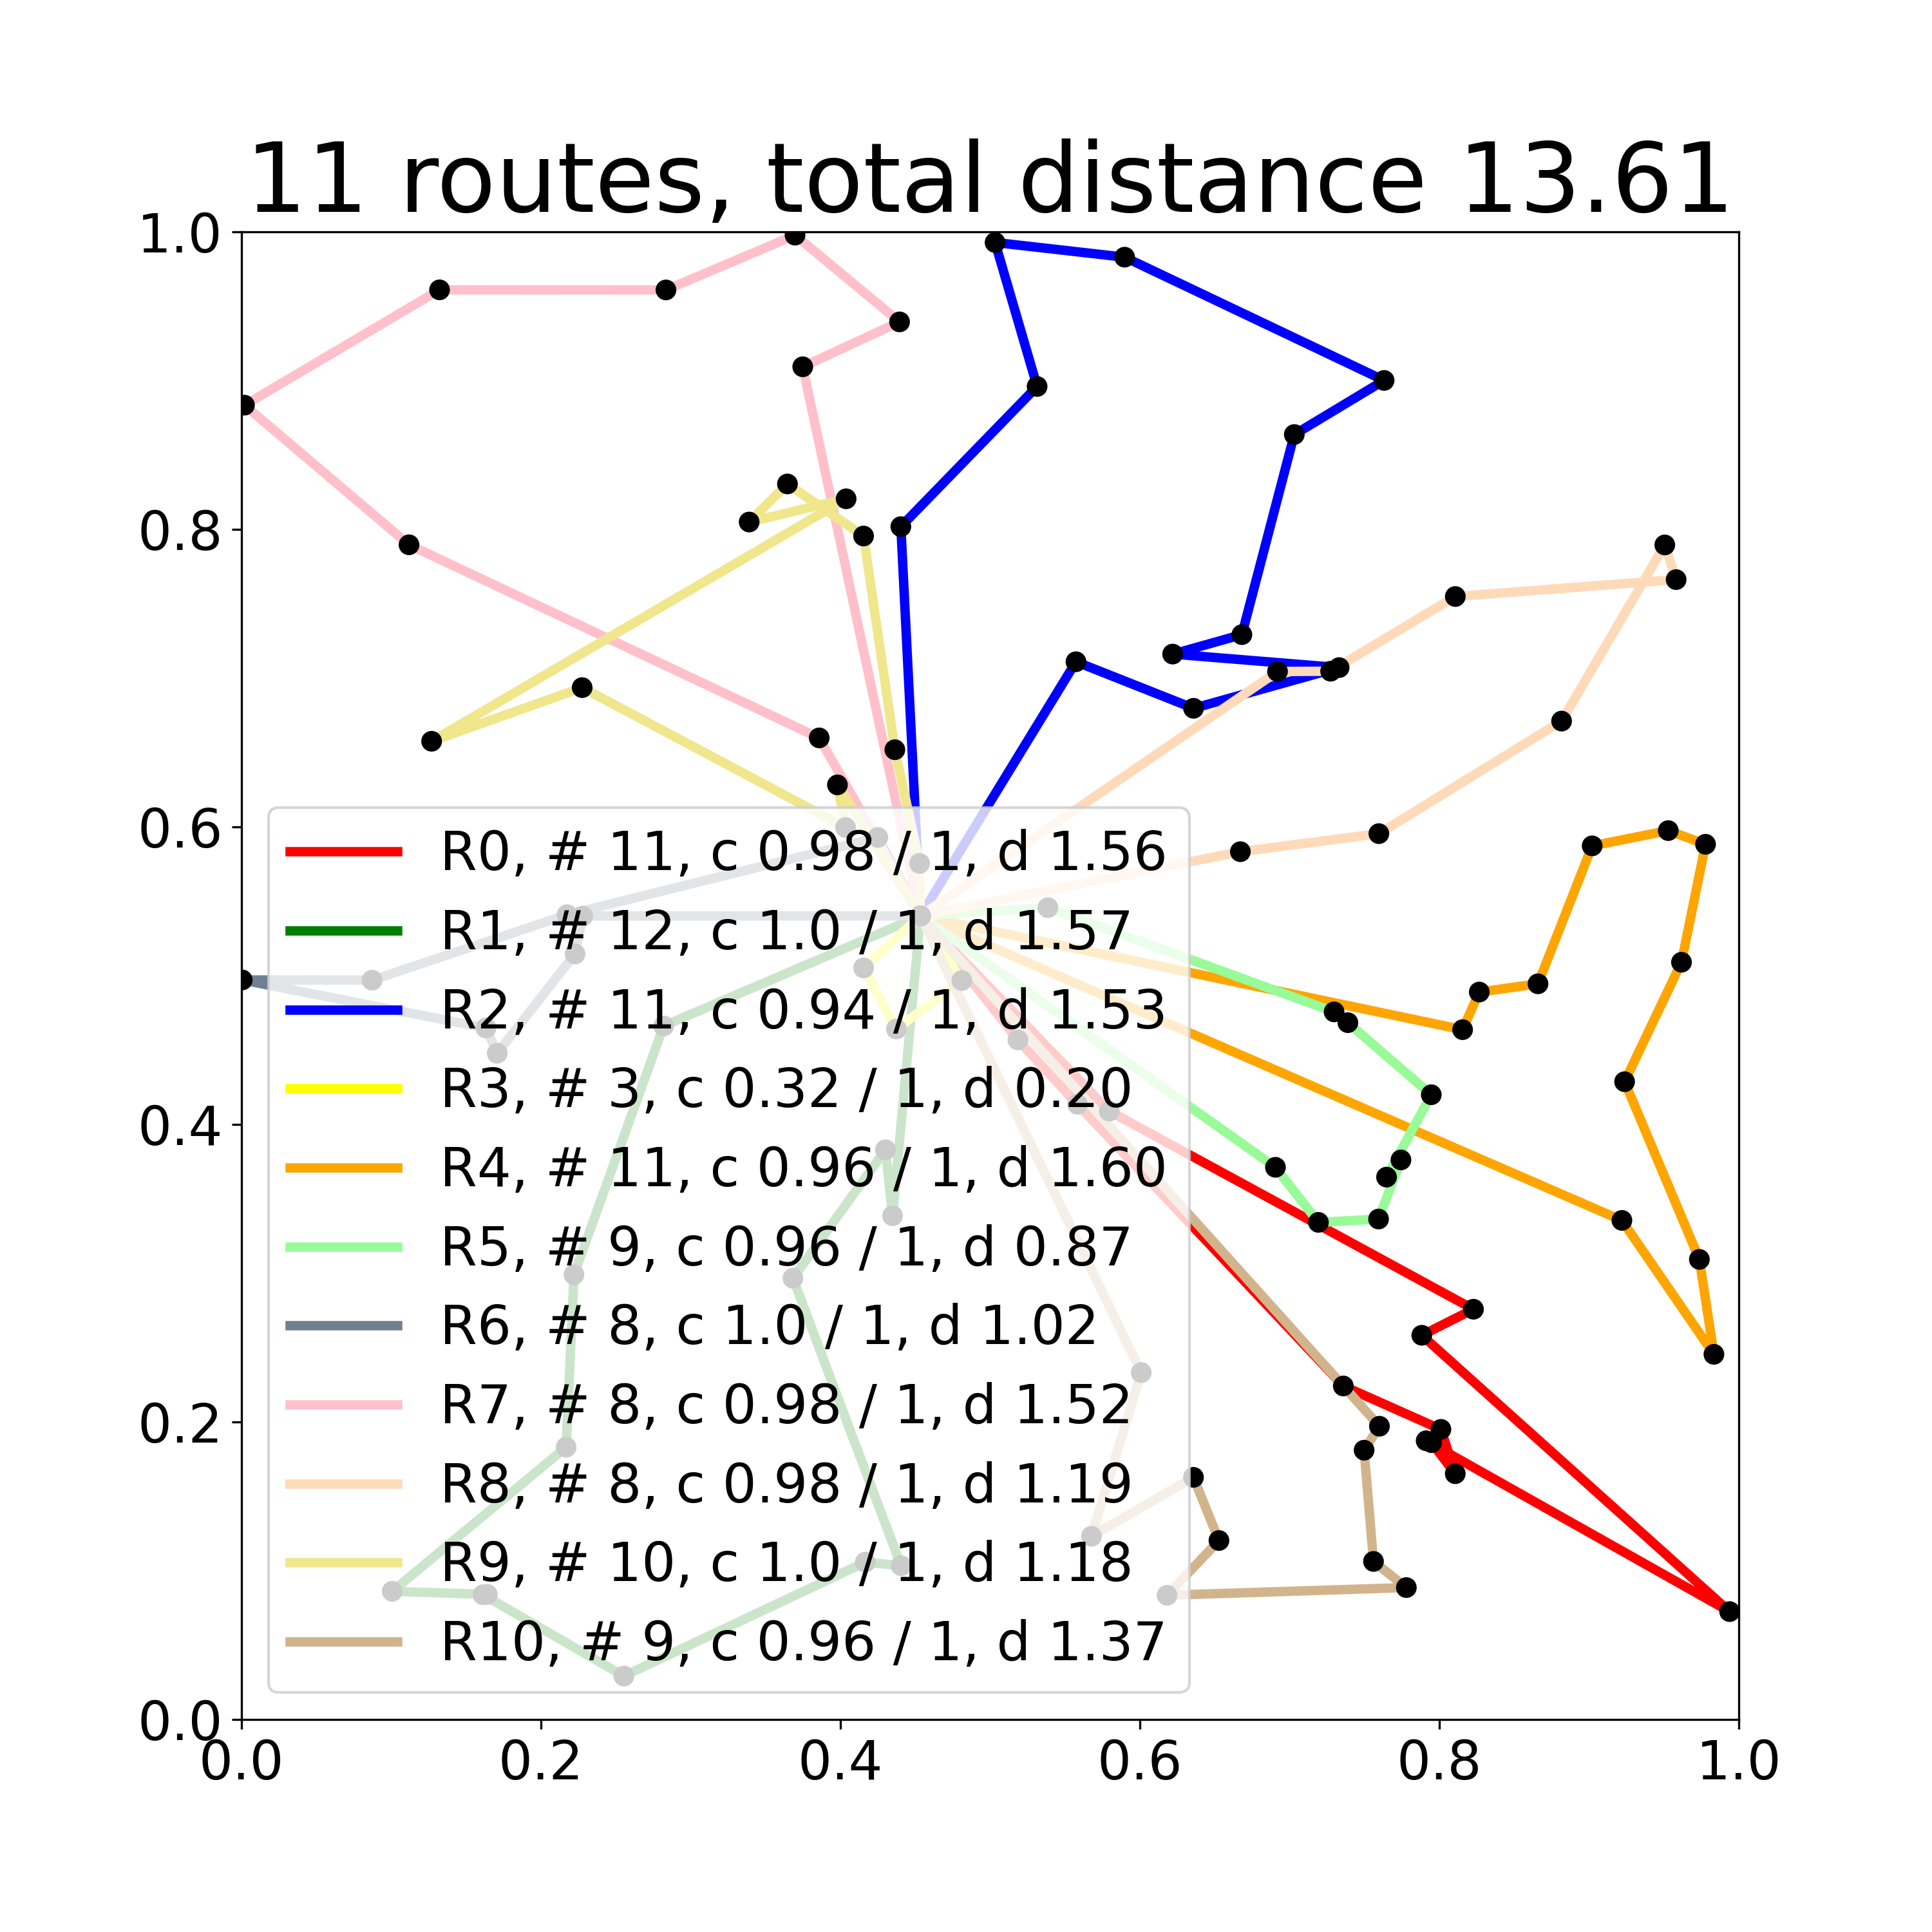 11 routes, total distance 13.61
1.0
0.8
0.6
0.4
0.2
0.0
R0, # 11, c 0.98 / 1, d 1.56
R1, # 12, c 1.0 / 1, d 1.57
R2, # 11, c 0.94 / 1, d 1.53
R3, # 3, c 0.32 / 1, d 0.20
R4, # 11, c 0.96 / 1, d 1.60
R5, # 9, c 0.96 / 1, d 0.87
R6, # 8, c 1.0 / 1, d 1.02
R7, # 8, c 0.98 / 1, d 1.52
R8, # 8, c 0.98 / 1, d 1.19
R9, # 10, c 1.0 / 1, d 1.18
R10, # 9, c 0.96 / 1, d 1.37
0.0 0.2 0.4 0.6 0.8 1.0